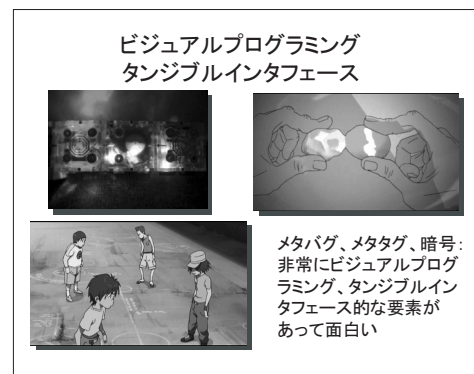 ビジュアルプログラミング
タンジブルインタフェース
メタバグ、メタタグ、暗号:
非常にビジュアルプログ
ラミング、タンジブルイン
タフェース的な要素が
あって面白い